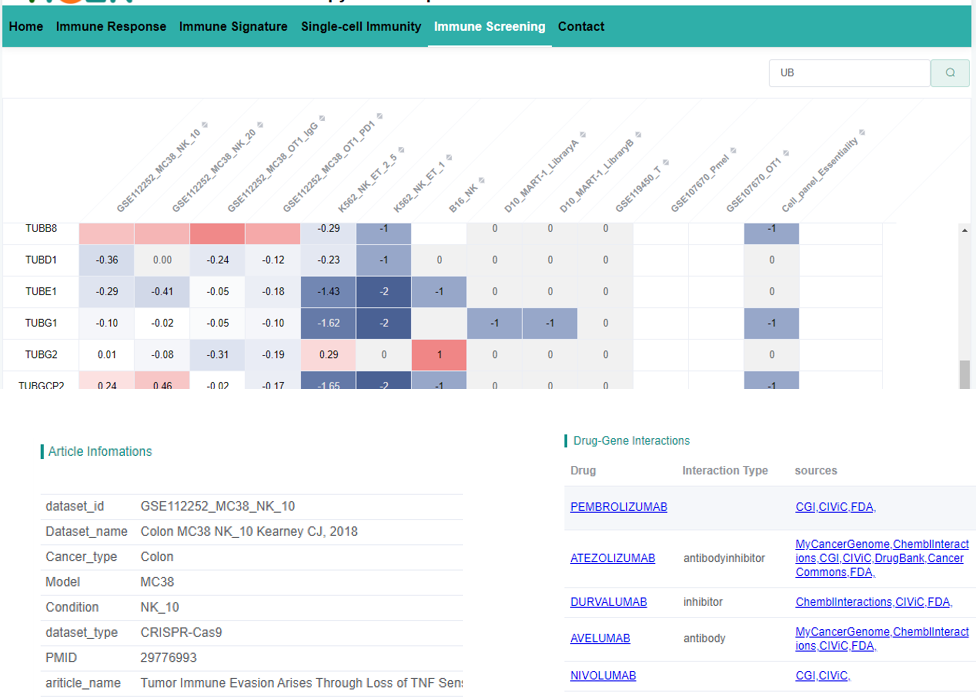 Home Immune Response Immune Signature Single-cell Immunity Immune Screening Contact
UB
GSE112252_MC38_NK_10
GSE112252_MC38_NK_20
GSE112252_MC38_OT1_IgG
GSE112252_MC38_OT1_PD1
K562_NK_ET_2_5
K562_NK_ET_1
B16_NK
D10_MART-1_LibraryA
D10_MART-1_LibraryB
GSE119450_T
GSE107670_Pmel
GSE107670_OT1
Cell_panel_Essentiality
TUBB8 -0.29 -1 0 0 0 -1
TUBD1 -0.36 0.00 -0.24 -0.12 -0.23 -1 0 0 0 0 0
TUBE1 -0.29 -0.41 -0.05 -0.18 -1.43 -2 -1 0 0 0 0
TUBG1 -0.10 -0.02 -0.05 -0.10 -1.62 -2 -1 -1 0 -1
TUBG2 0.01 -0.08 -0.31 -0.19 0.29 0 1 0 0 0 0
TUBGCP2 0.24 0.46 -0.02 -0.17 -1.65 -2 -1 0 0 0 -1
Article Infomations
dataset_id GSE112252_MC38_NK_10
Dataset_name Colon MC38 NK_10 Kearney CJ, 2018
Cancer_type Colon
Model MC38
Condition NK_10
dataset_type CRISPR-Cas9
PMID 29776993
ariticle_name Tumor Immune Evasion Arises Through Loss of TNF Sens
Drug-Gene Interactions
Drug Interaction Type sources
PEMBROLIZUMAB CGI,CIViC,FDA,
MyCancerGenome,ChemblInteract
ATEZOLIZUMAB antibodyinhibitor ions,CGI,CIViC,DrugBank,Cancer
Commons,FDA,
DURVALUMAB inhibitor ChemblInteractions,CIViC,FDA,
AVELUMAB antibody MyCancerGenome,ChemblInteract
ions,CIViC,FDA,
NIVOLUMAB CGI,CIViC,